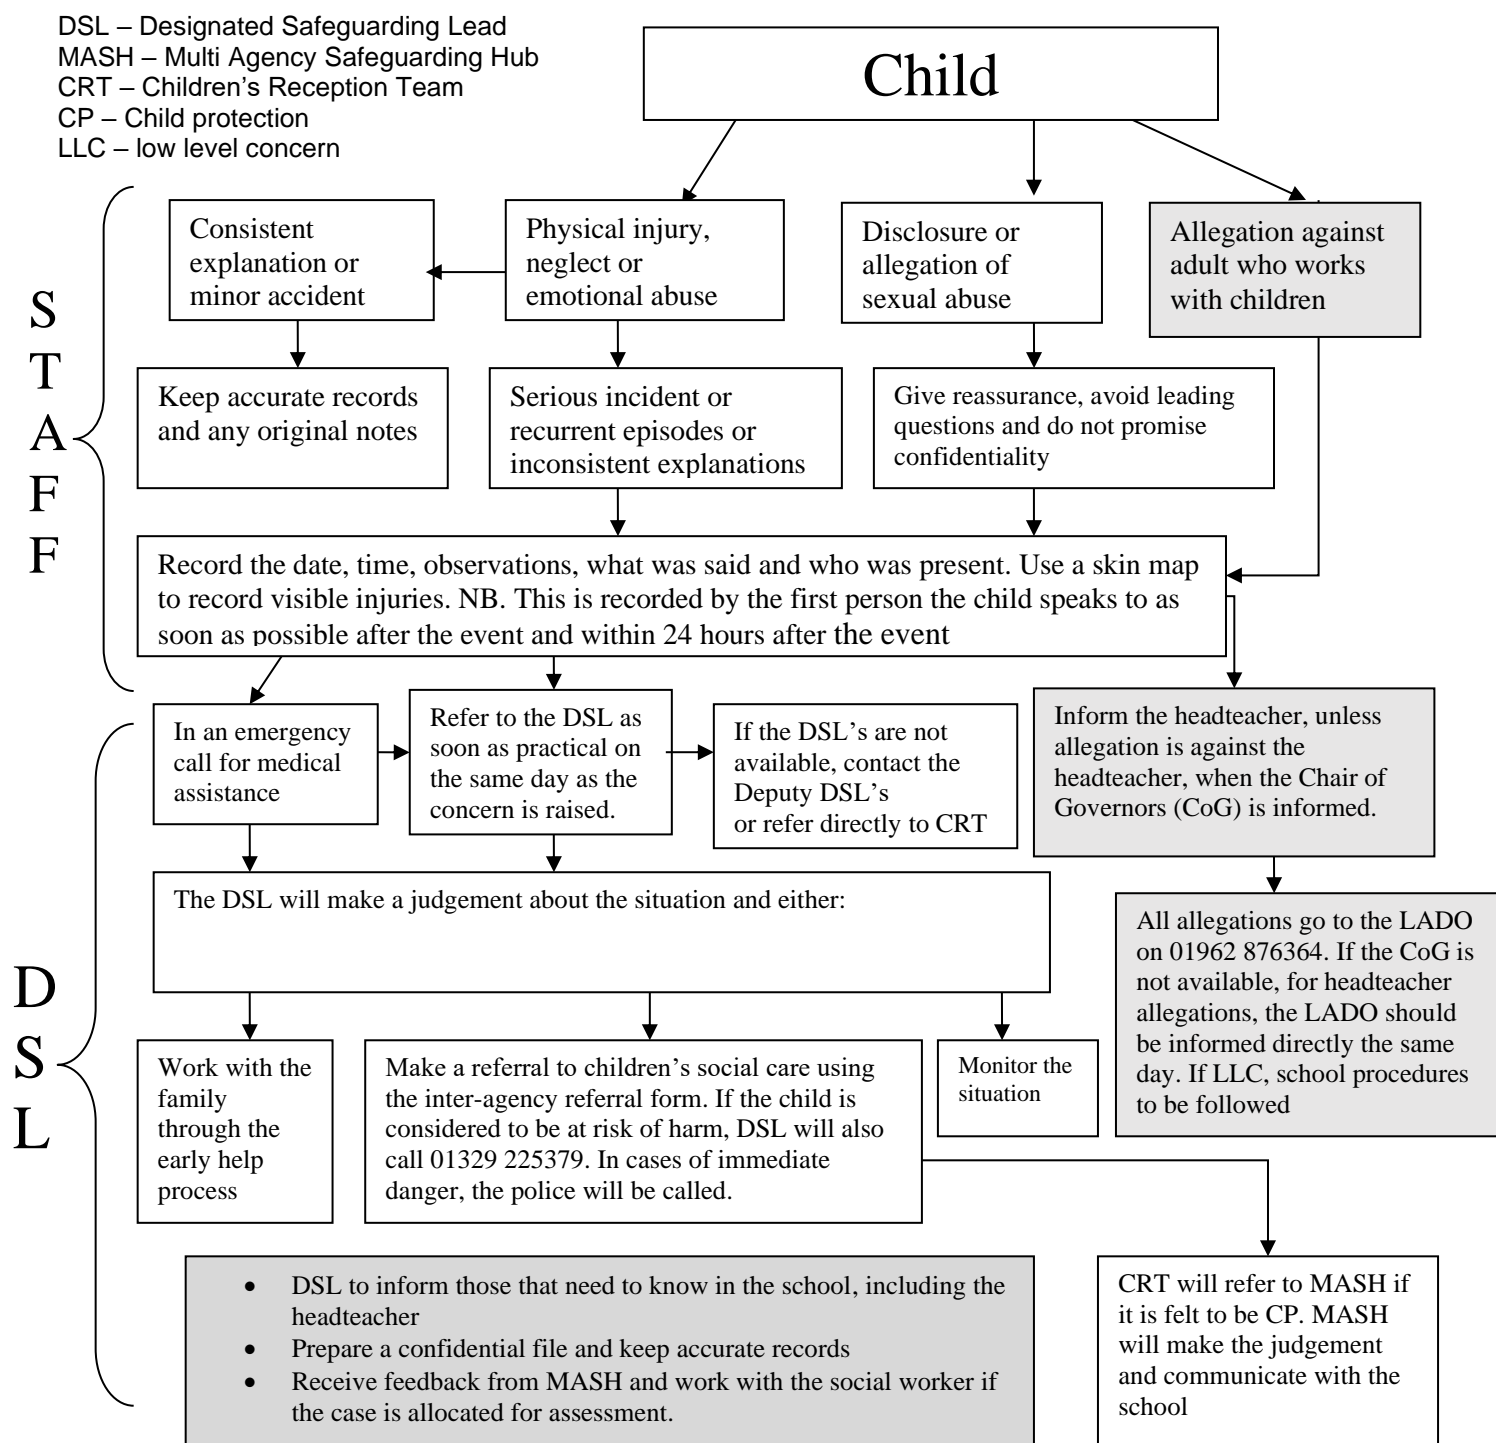 DSL – Designated Safeguarding Lead
MASH – Multi Agency Safeguarding Hub
CRT – Children's Reception Team
CP – Child protection
LLC – low level concern
Child
S
T
A
F
F
Consistent
explanation or
minor accident
Physical injury,
neglect or
emotional abuse
Disclosure or
allegation of
sexual abuse
Allegation against
adult who works
with children
Keep accurate records
and any original notes
Serious incident or
recurrent episodes or
inconsistent explanations
Give reassurance, avoid leading
questions and do not promise
confidentiality
Record the date, time, observations, what was said and who was present. Use a skin map
to record visible injuries. NB. This is recorded by the first person the child speaks to as
soon as possible after the event and within 24 hours after the event
D
S
L
In an emergency
call for medical
assistance
Refer to the DSL as
soon as practical on
the same day as the
concern is raised.
If the DSL's are not
available, contact the
Deputy DSL's
or refer directly to CRT
Inform the headteacher, unless
allegation is against the
headteacher, when the Chair of
Governors (CoG) is informed.
The DSL will make a judgement about the situation and either:
All allegations go to the LADO
on 01962 876364. If the CoG is
not available, for headteacher
allegations, the LADO should
be informed directly the same
day. If LLC, school procedures
to be followed
Work with the
family
through the
early help
process
Make a referral to children's social care using
the inter-agency referral form. If the child is
considered to be at risk of harm, DSL will also
call 01329 225379. In cases of immediate
danger, the police will be called.
Monitor the
situation
• DSL to inform those that need to know in the school, including the
headteacher
• Prepare a confidential file and keep accurate records
• Receive feedback from MASH and work with the social worker if
the case is allocated for assessment.
CRT will refer to MASH if
it is felt to be CP. MASH
will make the judgement
and communicate with the
school